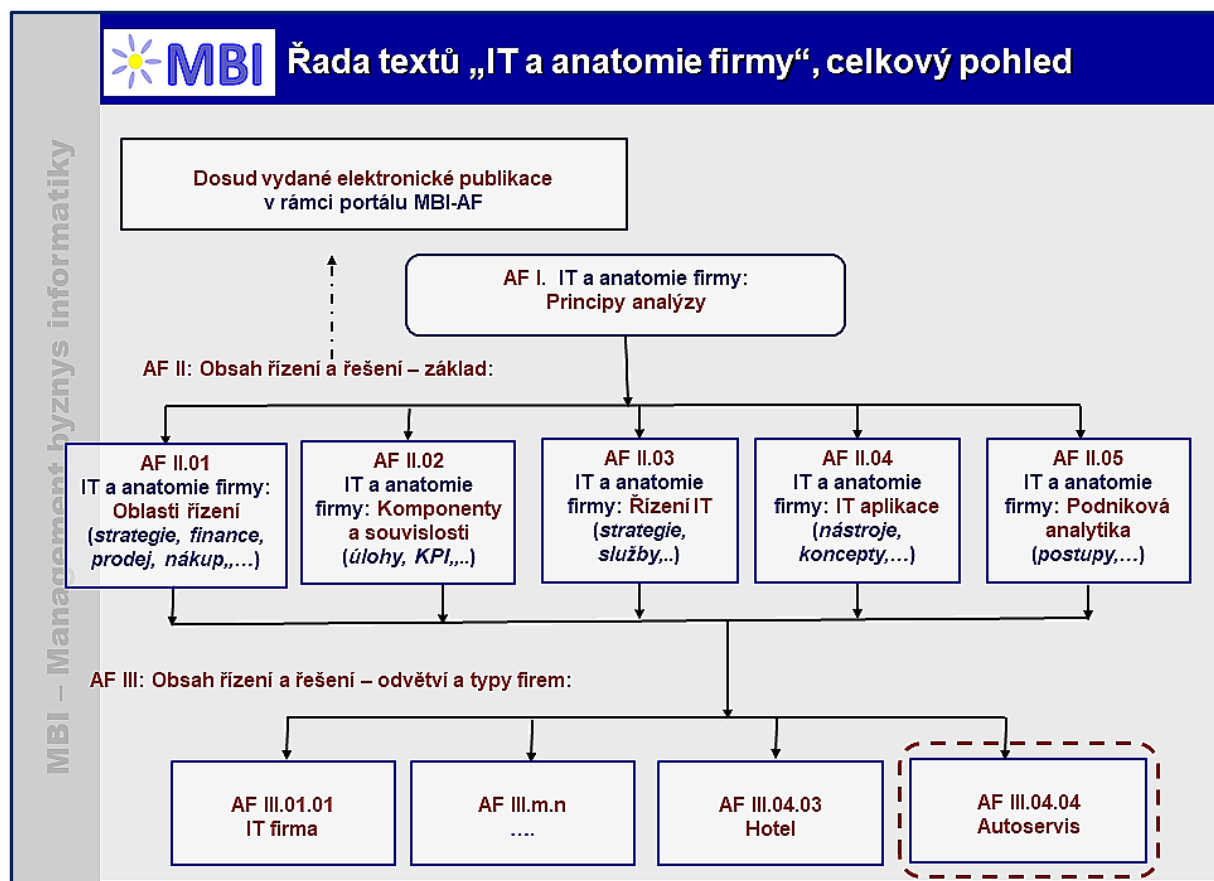 MBI
Řada textů „IT a anatomie firmy“, celkový pohled
MBI – Management byznys informatiky
Dosud vydané elektronické publikace
v rámci portálu MBI-AF
AF I. IT a anatomie firmy:
Principy analýzy
AF II: Obsah řízení a řešení – základ:
AF II.01
IT a anatomie firmy:
Oblasti řízení
(strategie, finance,
prodej, nákup,,…)
AF II.02
IT a anatomie
firmy: Komponenty
a souvislosti
(úlohy, KPI,,..)
AF II.03
IT a anatomie
firmy: Řízení IT
(strategie,
služby,..)
AF II.04
IT a anatomie
firmy: IT aplikace
(nástroje,
koncepty,…)
AF II.05
IT a anatomie
firmy: Podniková
analytika
(postupy,…)
AF III: Obsah řízení a řešení – odvětví a typy firem:
AF III.01.01
IT firma
AF III.m.n
….
AF III.04.03
Hotel
AF III.04.04
Autoservis